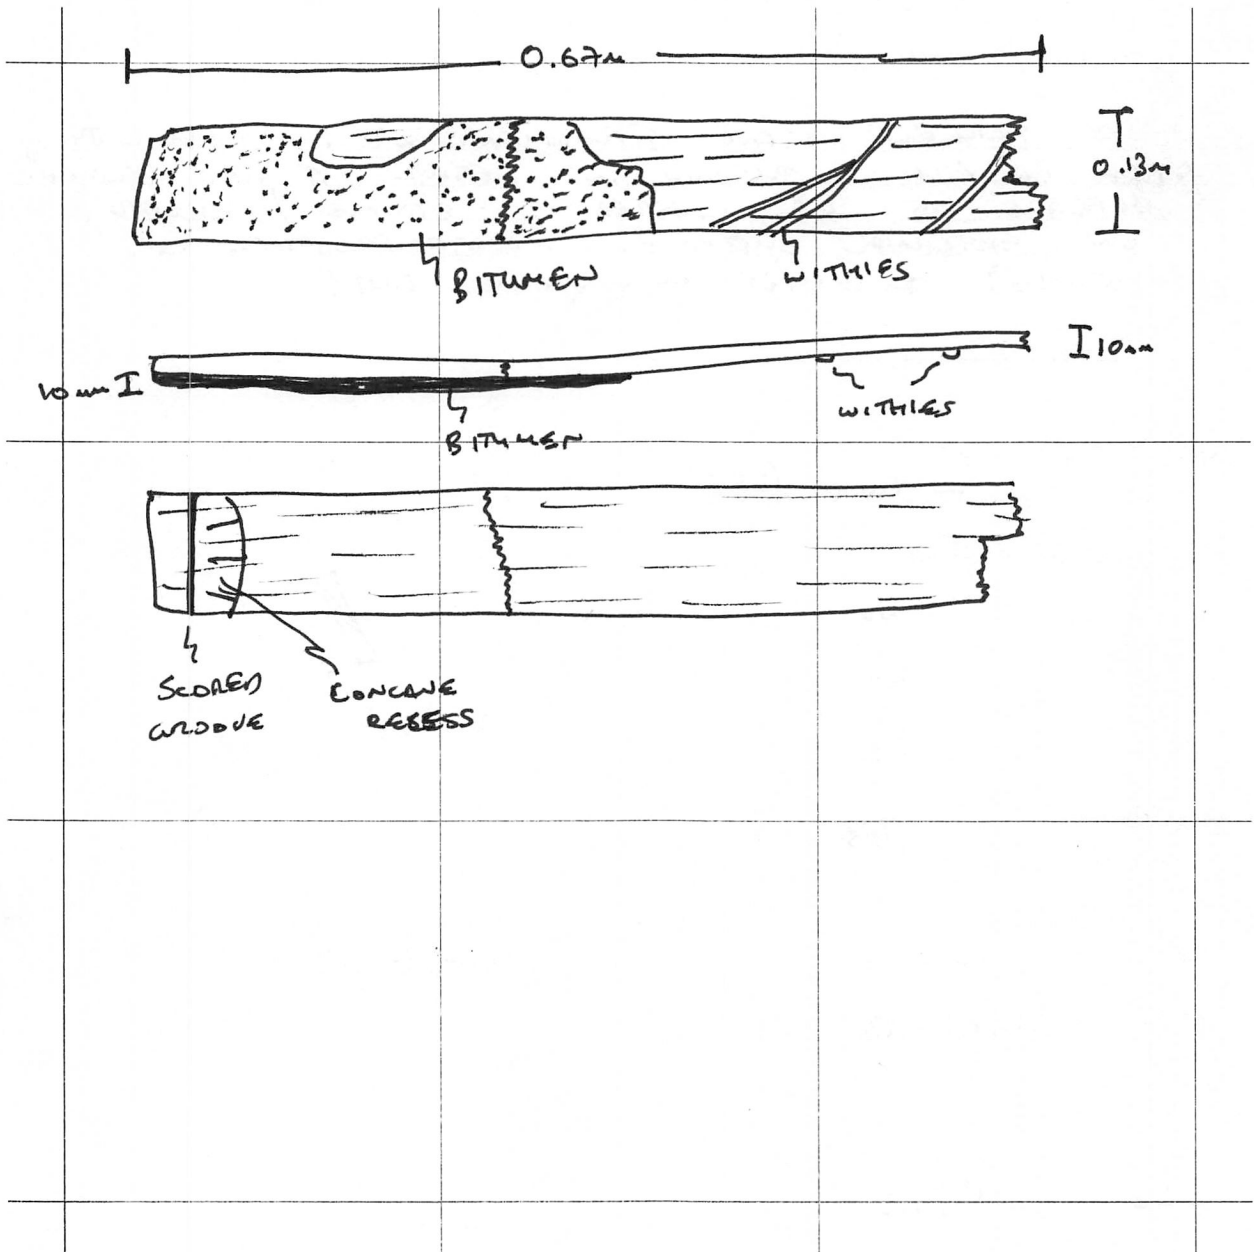 0.67m
0.13m
BITUMEN
WITHIES
10mm
10mm
WITHIES
BITUMEN
SCORED
GROOVE
CONCAVE
RECESS